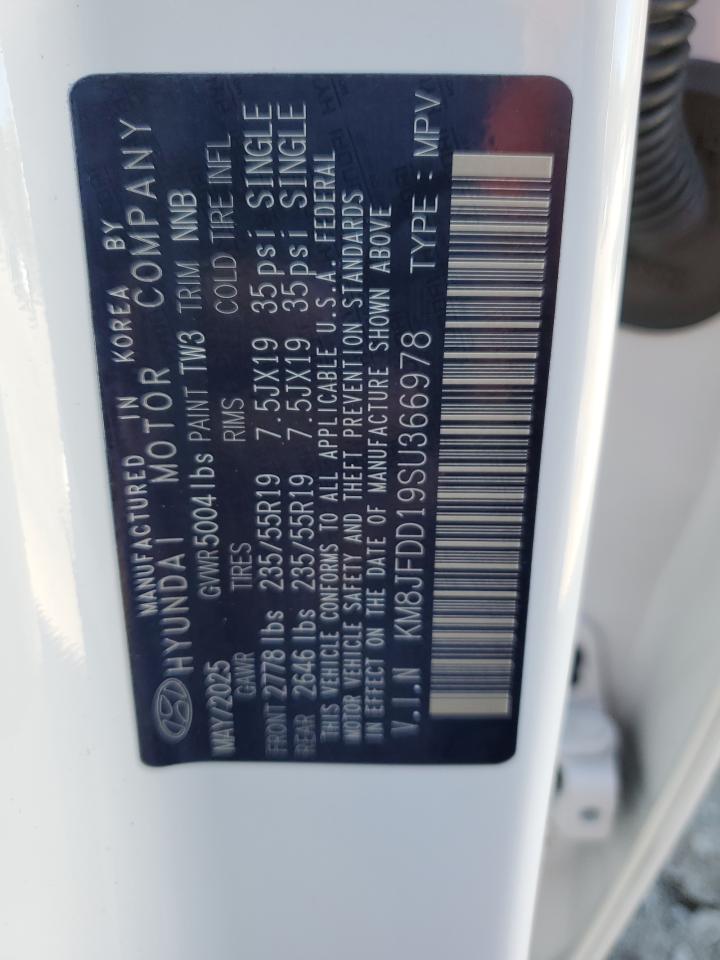 MANUFACTURED IN KOREA BY
HYUNDAI MOTOR COMPANY
GVWR 5004 lbs PAINT TW3 TRIM NNB
MAY/2025
GAWR TIRES RIMS COLD TIRE INFL
FRONT 2778 lbs 235/55R19 7.5JX19 35psi SINGLE
REAR 2646 lbs 235/55R19 7.5JX19 35psi SINGLE
THIS VEHICLE CONFORMS TO ALL APPLICABLE U.S.A. FEDERAL
MOTOR VEHICLE SAFETY AND THEFT PREVENTION STANDARDS
IN EFFECT ON THE DATE OF MANUFACTURE SHOWN ABOVE
V.I.N KM8JFDD19SU366978 TYPE : MPV